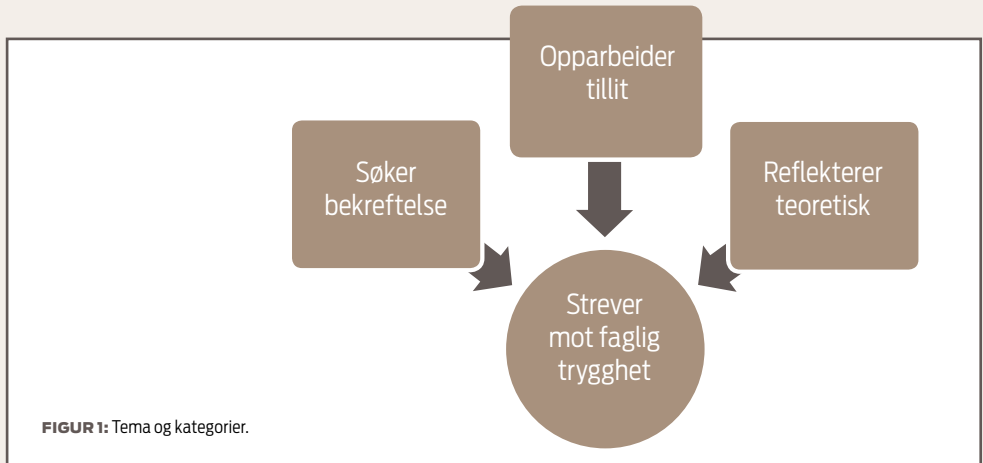 Opparbeider
tillit
Søker
bekreftelse
Reflekterer
teoretisk
Strever
mot faglig
trygghet
FIGUR 1: Tema og kategorier.